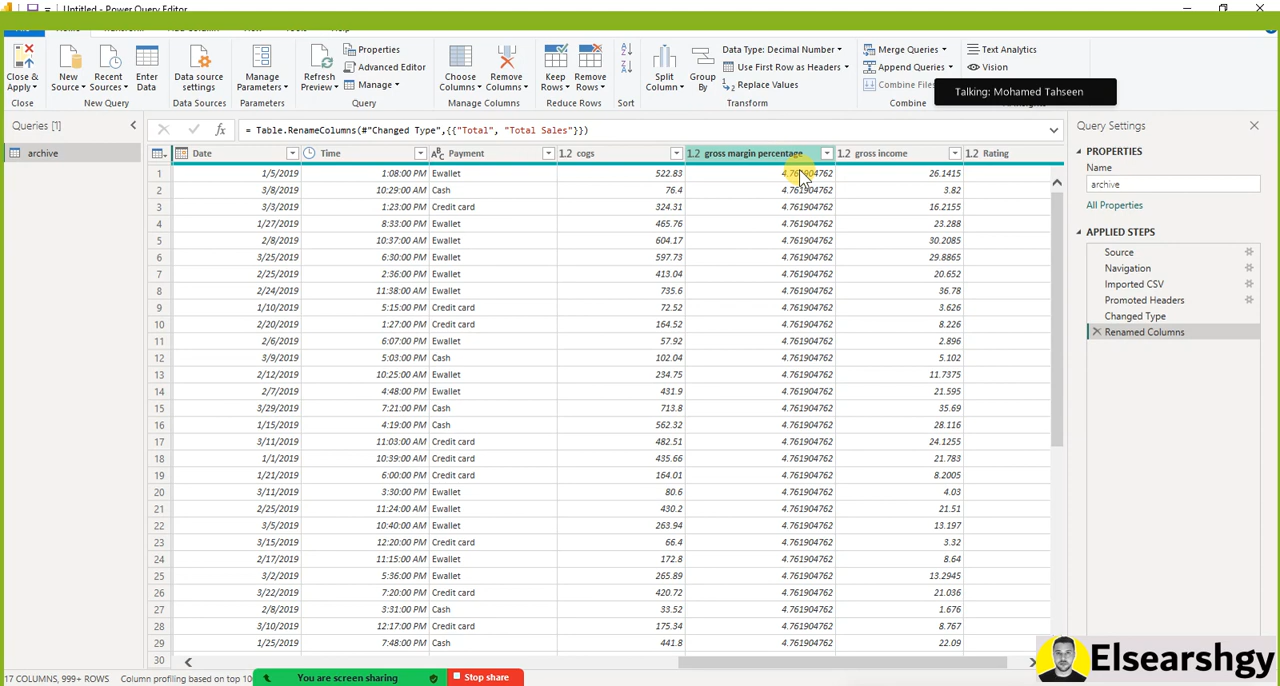 Untitled - Power Query Editor
Close & Apply
New Source
Recent Sources
Enter Data
Data source settings
Manage Parameters
Refresh Preview
Properties
Advanced Editor
Manage
Choose Columns
Remove Columns
Keep Rows
Remove Rows
Split Column
Group By
Data Type: Decimal Number
Use First Row as Headers
Replace Values
Merge Queries
Append Queries
Combine Files
Text Analytics
Vision
Talking: Mohamed Tahseen
Close
New Query
Data Sources
Parameters
Query
Manage Columns
Reduce Rows
Sort
Transform
Combine
Queries [1]
archive
= Table.RenameColumns(#"Changed Type",{{"Total", "Total Sales"}})
Date Time Payment 1.2 cogs 1.2 gross margin percentage 1.2 gross income 1.2 Rating
1 1/5/2019 1:08:00 PM Ewallet 522.83 4.761904762 26.1415
2 3/8/2019 10:29:00 AM Cash 76.4 4.761904762 3.82
3 3/3/2019 1:23:00 PM Credit card 324.31 4.761904762 16.2155
4 1/27/2019 8:33:00 PM Ewallet 465.76 4.761904762 23.288
5 2/8/2019 10:37:00 AM Ewallet 604.17 4.761904762 30.2085
6 3/25/2019 6:30:00 PM Ewallet 597.73 4.761904762 29.8865
7 2/25/2019 2:36:00 PM Ewallet 413.04 4.761904762 20.652
8 2/24/2019 11:38:00 AM Ewallet 735.6 4.761904762 36.78
9 1/10/2019 5:15:00 PM Credit card 72.52 4.761904762 3.626
10 2/20/2019 1:27:00 PM Credit card 164.52 4.761904762 8.226
11 2/6/2019 6:07:00 PM Ewallet 57.92 4.761904762 2.896
12 3/9/2019 5:03:00 PM Cash 102.04 4.761904762 5.102
13 2/12/2019 10:25:00 AM Ewallet 234.75 4.761904762 11.7375
14 2/7/2019 4:48:00 PM Ewallet 431.9 4.761904762 21.595
15 3/29/2019 7:21:00 PM Cash 713.8 4.761904762 35.69
16 1/15/2019 4:19:00 PM Cash 562.32 4.761904762 28.116
17 3/11/2019 11:03:00 AM Credit card 482.51 4.761904762 24.1255
18 1/1/2019 10:39:00 AM Credit card 435.66 4.761904762 21.783
19 1/21/2019 6:00:00 PM Credit card 164.01 4.761904762 8.2005
20 3/11/2019 3:30:00 PM Ewallet 80.6 4.761904762 4.03
21 2/25/2019 11:24:00 AM Ewallet 430.2 4.761904762 21.51
22 3/5/2019 10:40:00 AM Ewallet 263.94 4.761904762 13.197
23 3/15/2019 12:20:00 PM Credit card 66.4 4.761904762 3.32
24 2/17/2019 11:15:00 AM Ewallet 172.8 4.761904762 8.64
25 3/2/2019 5:36:00 PM Ewallet 265.89 4.761904762 13.2945
26 3/22/2019 7:20:00 PM Credit card 420.72 4.761904762 21.036
27 2/8/2019 3:31:00 PM Cash 33.52 4.761904762 1.676
28 3/10/2019 12:17:00 PM Credit card 175.34 4.761904762 8.767
29 1/25/2019 7:48:00 PM Cash 441.8 4.761904762 22.09
30
Query Settings
PROPERTIES
Name
archive
All Properties
APPLIED STEPS
Source
Navigation
Imported CSV
Promoted Headers
Changed Type
Renamed Columns
Elsearshgy
17 COLUMNS, 999+ ROWS
Column profiling based on top 100
You are screen sharing
Stop share